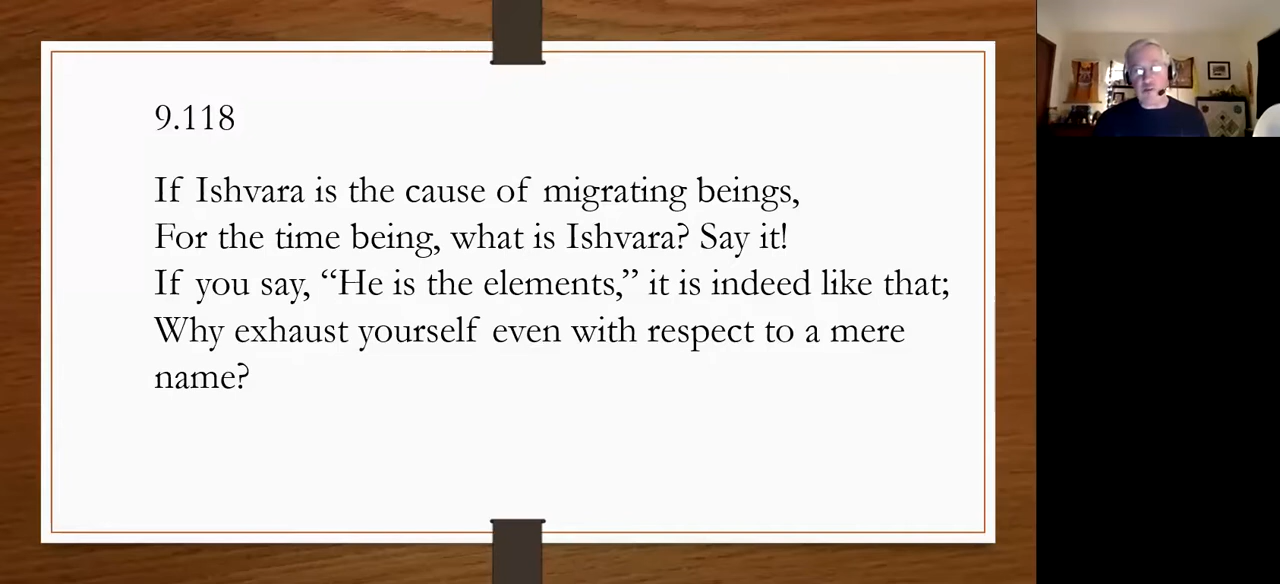 9.118
If Ishvara is the cause of migrating beings,
For the time being, what is Ishvara? Say it!
If you say, “He is the elements,” it is indeed like that;
Why exhaust yourself even with respect to a mere
name?